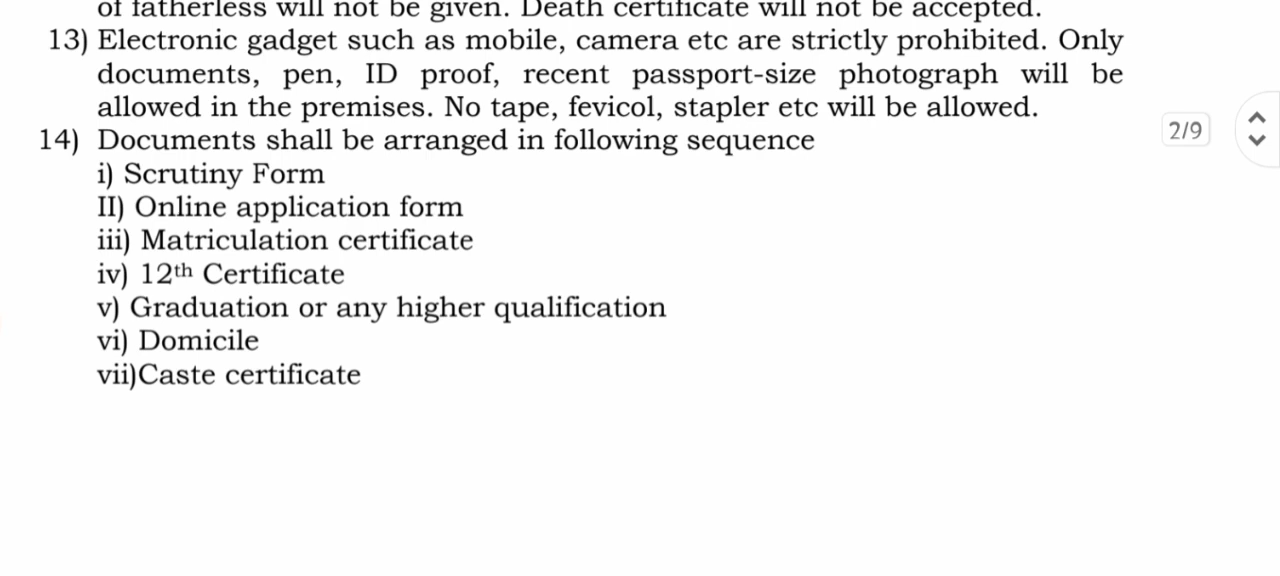 of fatherless will not be given. Death certificate will not be accepted.
13) Electronic gadget such as mobile, camera etc are strictly prohibited. Only
documents, pen, ID proof, recent passport-size photograph will be
allowed in the premises. No tape, fevicol, stapler etc will be allowed.
14) Documents shall be arranged in following sequence
2/9
i) Scrutiny Form
II) Online application form
iii) Matriculation certificate
iv) 12th Certificate
v) Graduation or any higher qualification
vi) Domicile
vii)Caste certificate